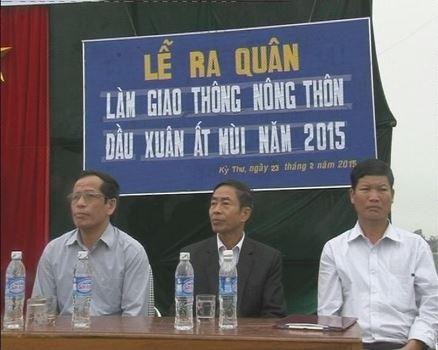 LỄ RA QUÂN
LÀM GIAO THÔNG NÔNG THÔN
ĐẦU XUÂN ẤT MÙI NĂM 2015
Kỳ Thư, ngày 23 tháng 2 năm 2015